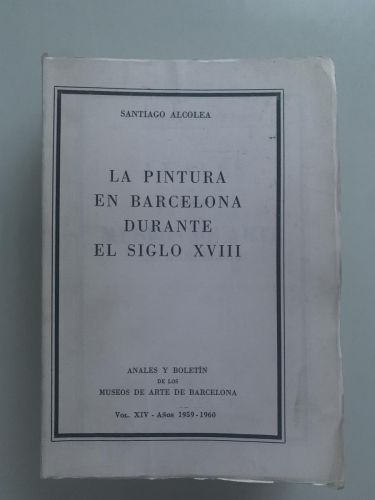 SANTIAGO ALCOLEA
LA PINTURA
EN BARCELONA
DURANTE
EL SIGLO XVIII
ANALES Y BOLETÍN
DE LOS
MUSEOS DE ARTE DE BARCELONA
VOL. XIV - AÑOS 1959-1960